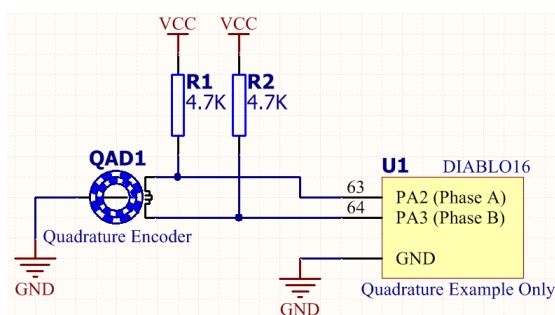 VCC VCC
R1 R2
4.7K 4.7K
QAD1
U1 DIABLO16
63 PA2 (Phase A)
64 PA3 (Phase B)
Quadrature Encoder
GND
GND
Quadrature Example Only
GND